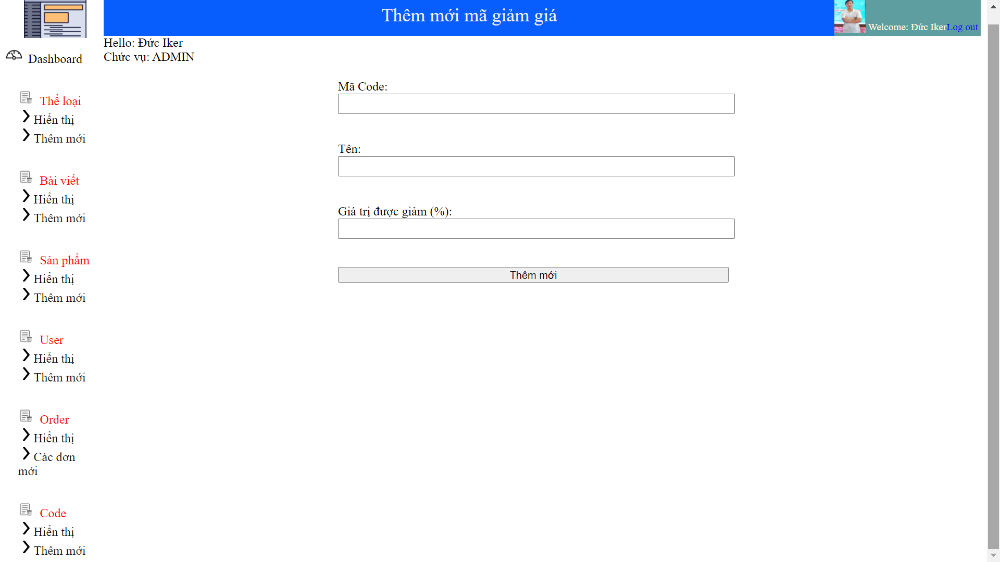 Thêm mới mã giảm giá
Welcome: Đức IkerLog out
Hello: Đức Iker
Chức vụ: ADMIN
Dashboard
Thể loại
Hiển thị
Thêm mới
Bài viết
Hiển thị
Thêm mới
Sản phẩm
Hiển thị
Thêm mới
User
Hiển thị
Thêm mới
Order
Hiển thị
Các đơn
mới
Code
Hiển thị
Thêm mới
Mã Code:
Tên:
Giá trị được giảm (%):
Thêm mới